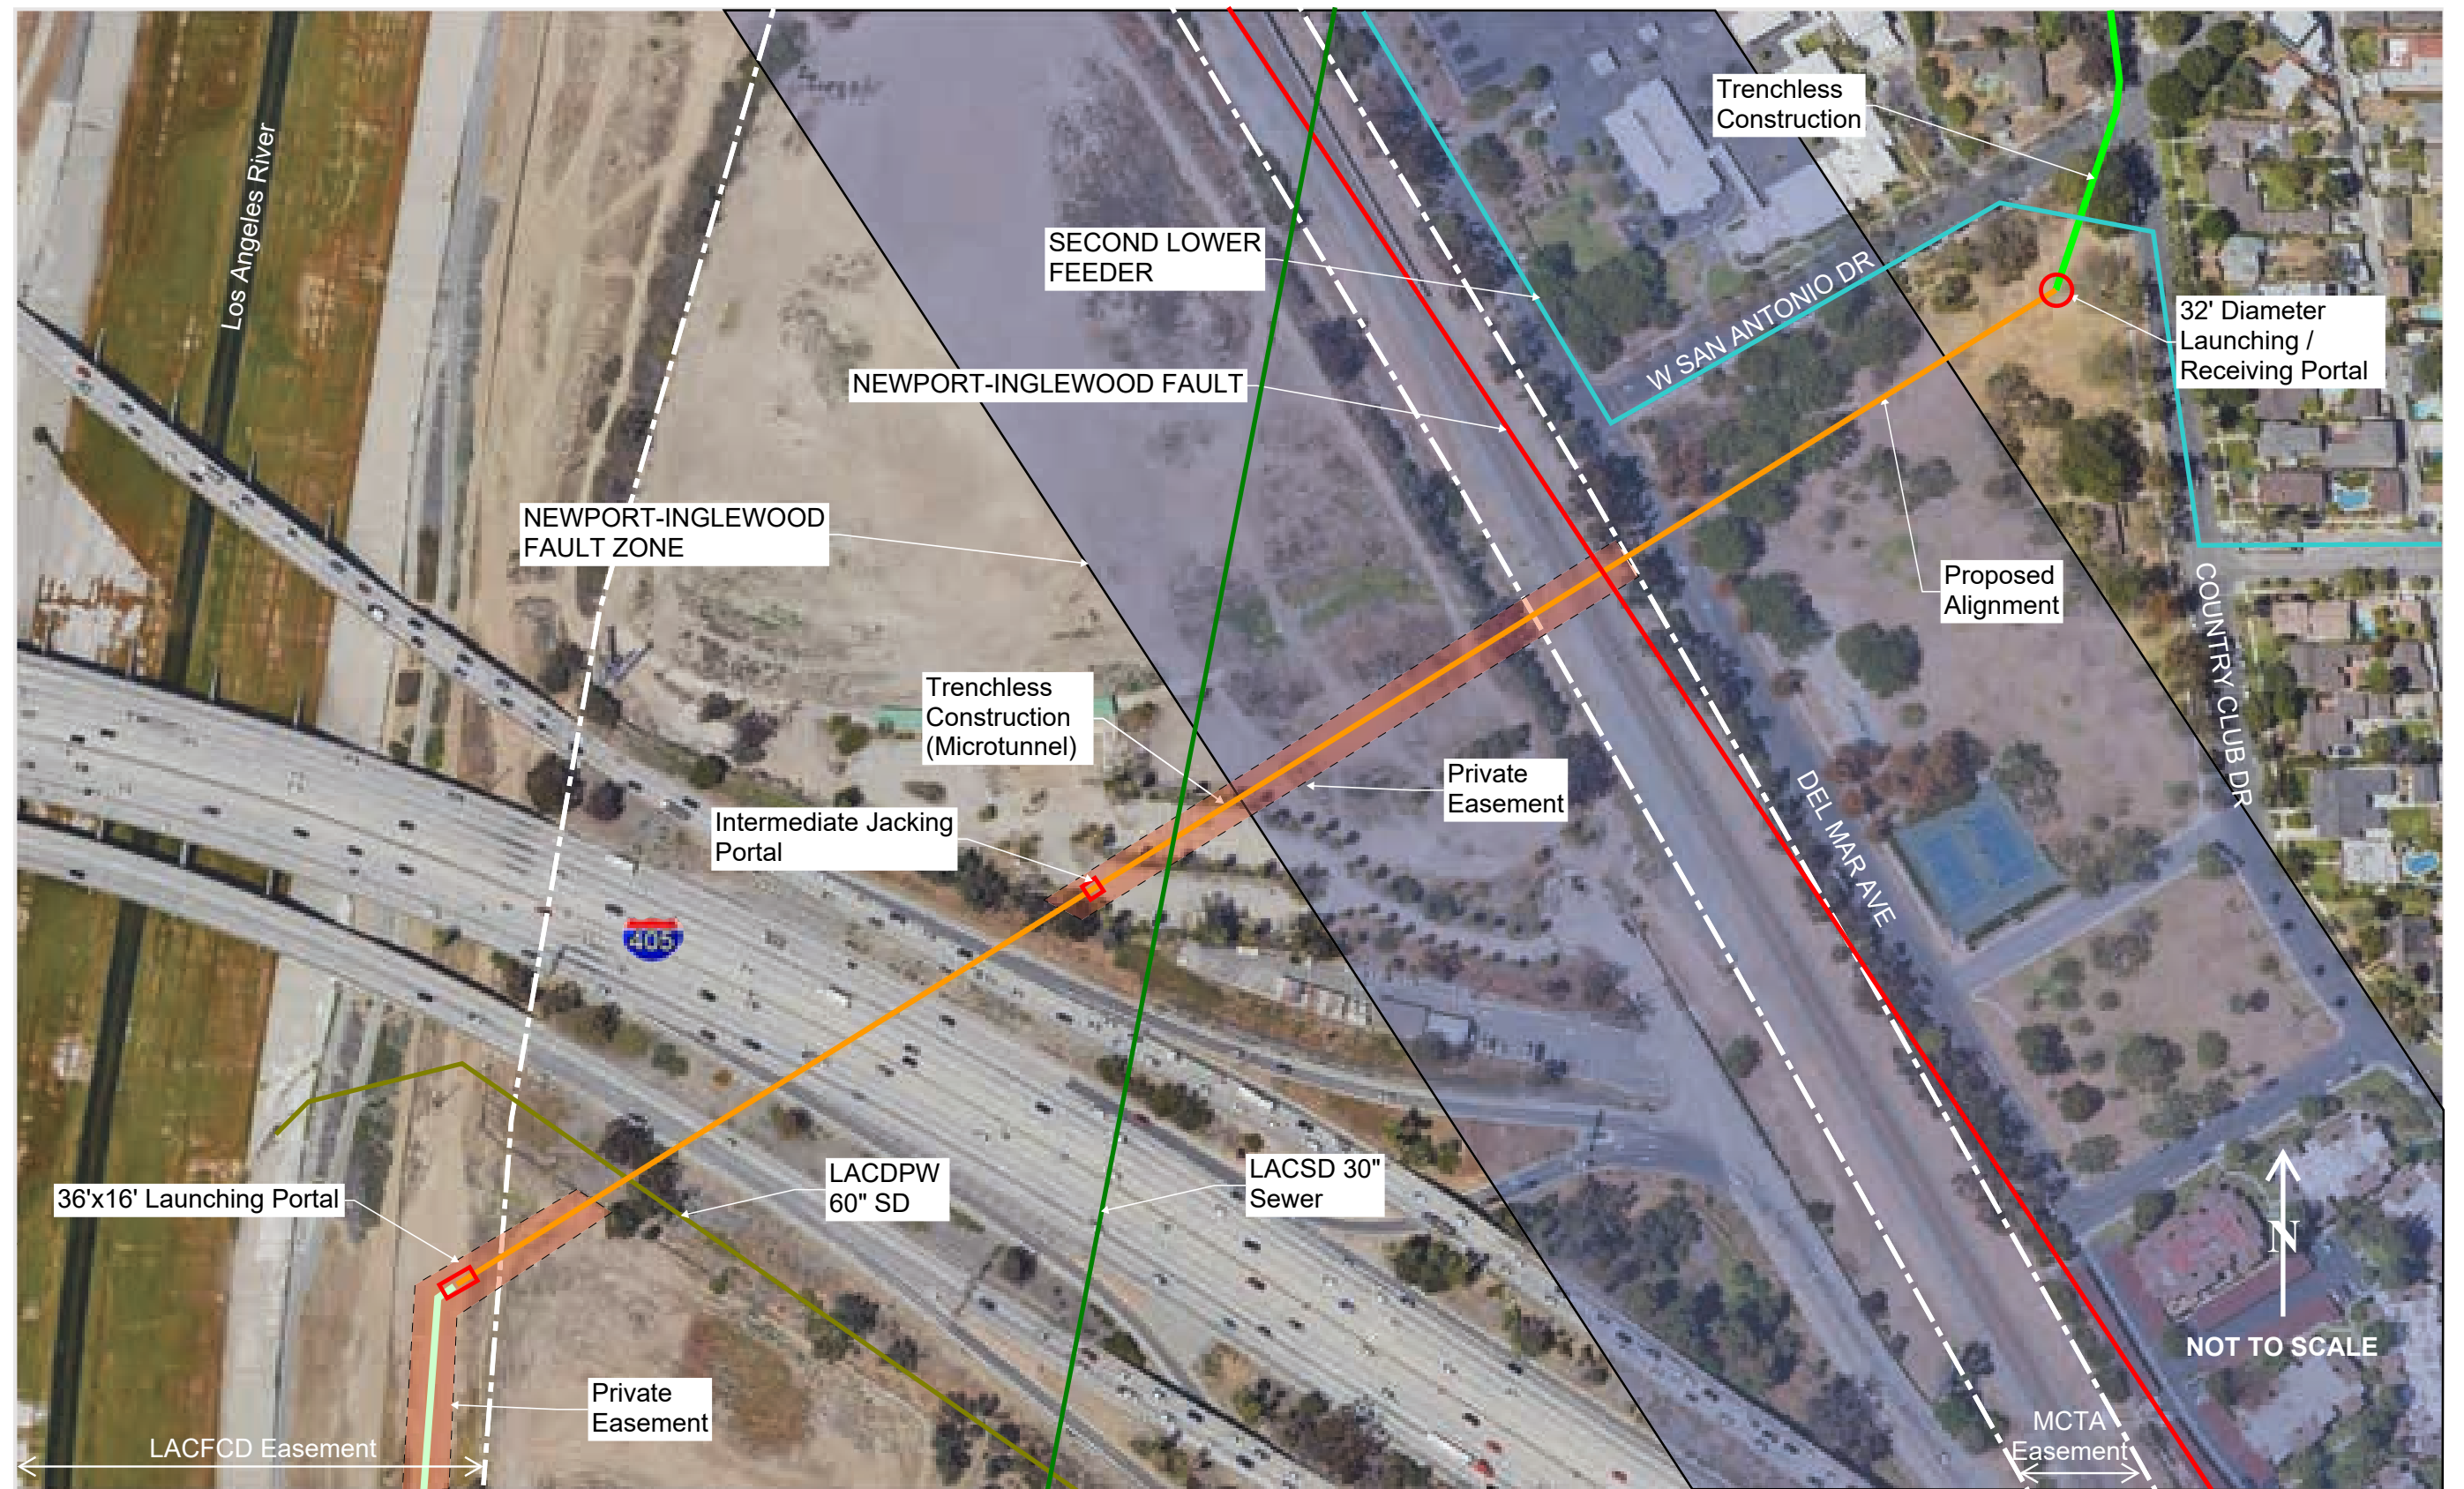 Trenchless
Construction
Los Angeles River
SECOND LOWER
FEEDER
W SAN ANTONIO DR
32' Diameter
Launching /
Receiving Portal
NEWPORT-INGLEWOOD FAULT
NEWPORT-INGLEWOOD
FAULT ZONE
Proposed
Alignment
COUNTRY CLUB DR
Trenchless
Construction
(Microtunnel)
Private
Easement
DEL MAR AVE
Intermediate Jacking
Portal
405
LACDPW
60" SD
LACSD 30"
Sewer
36'x16' Launching Portal
N
NOT TO SCALE
Private
Easement
LACFCD Easement
MCTA
Easement